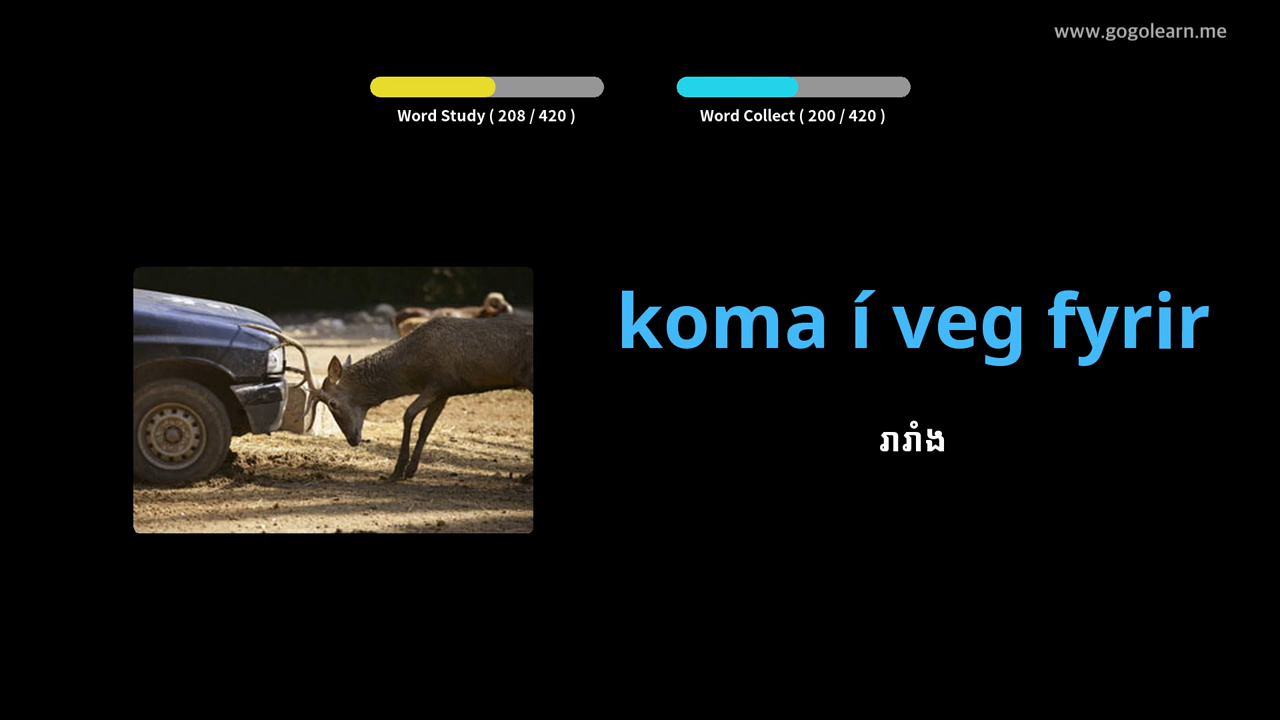 www.gogolearn.me
Word Study ( 208 / 420 )
Word Collect ( 200 / 420 )
koma í veg fyrir
រារាំង